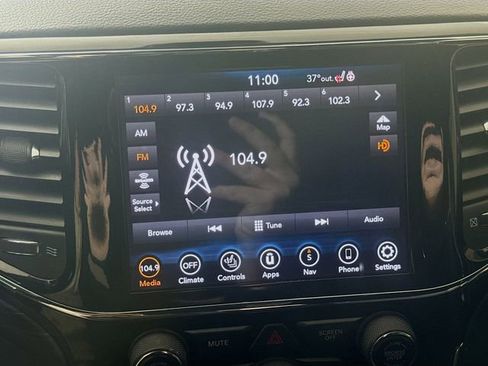 11:00 37°out.
1 2 3 4 5 6
104.9 97.3 94.9 107.9 92.3 102.3
AM
Map
FM
HD
104.9
Source
Select
Browse Tune Audio
104.9 OFF S
Media Climate Controls Apps Nav Phone Settings
MUTE
SCREEN
OFF